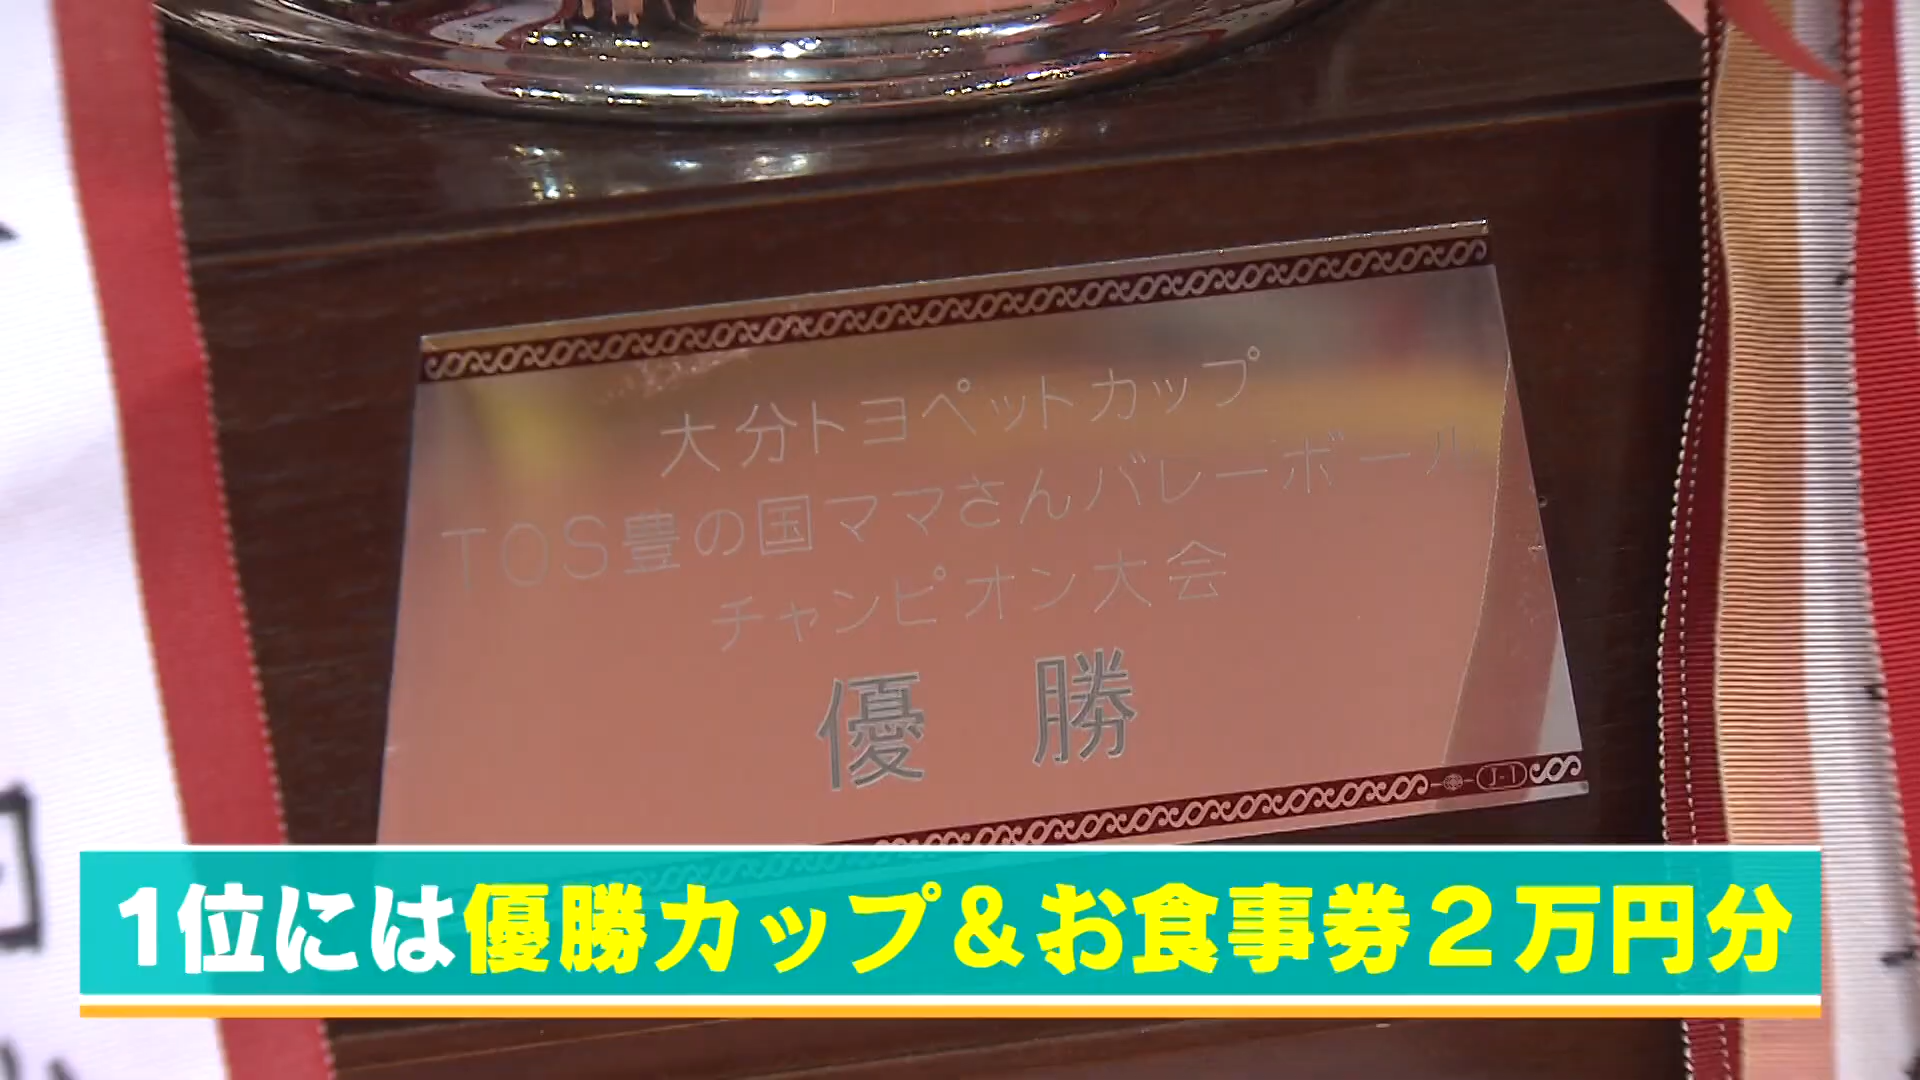 大分トヨペットカップ
TOS豊の国ママさんバレーボール
チャンピオン大会
優 勝
J-1
1位には優勝カップ＆お食事券２万円分